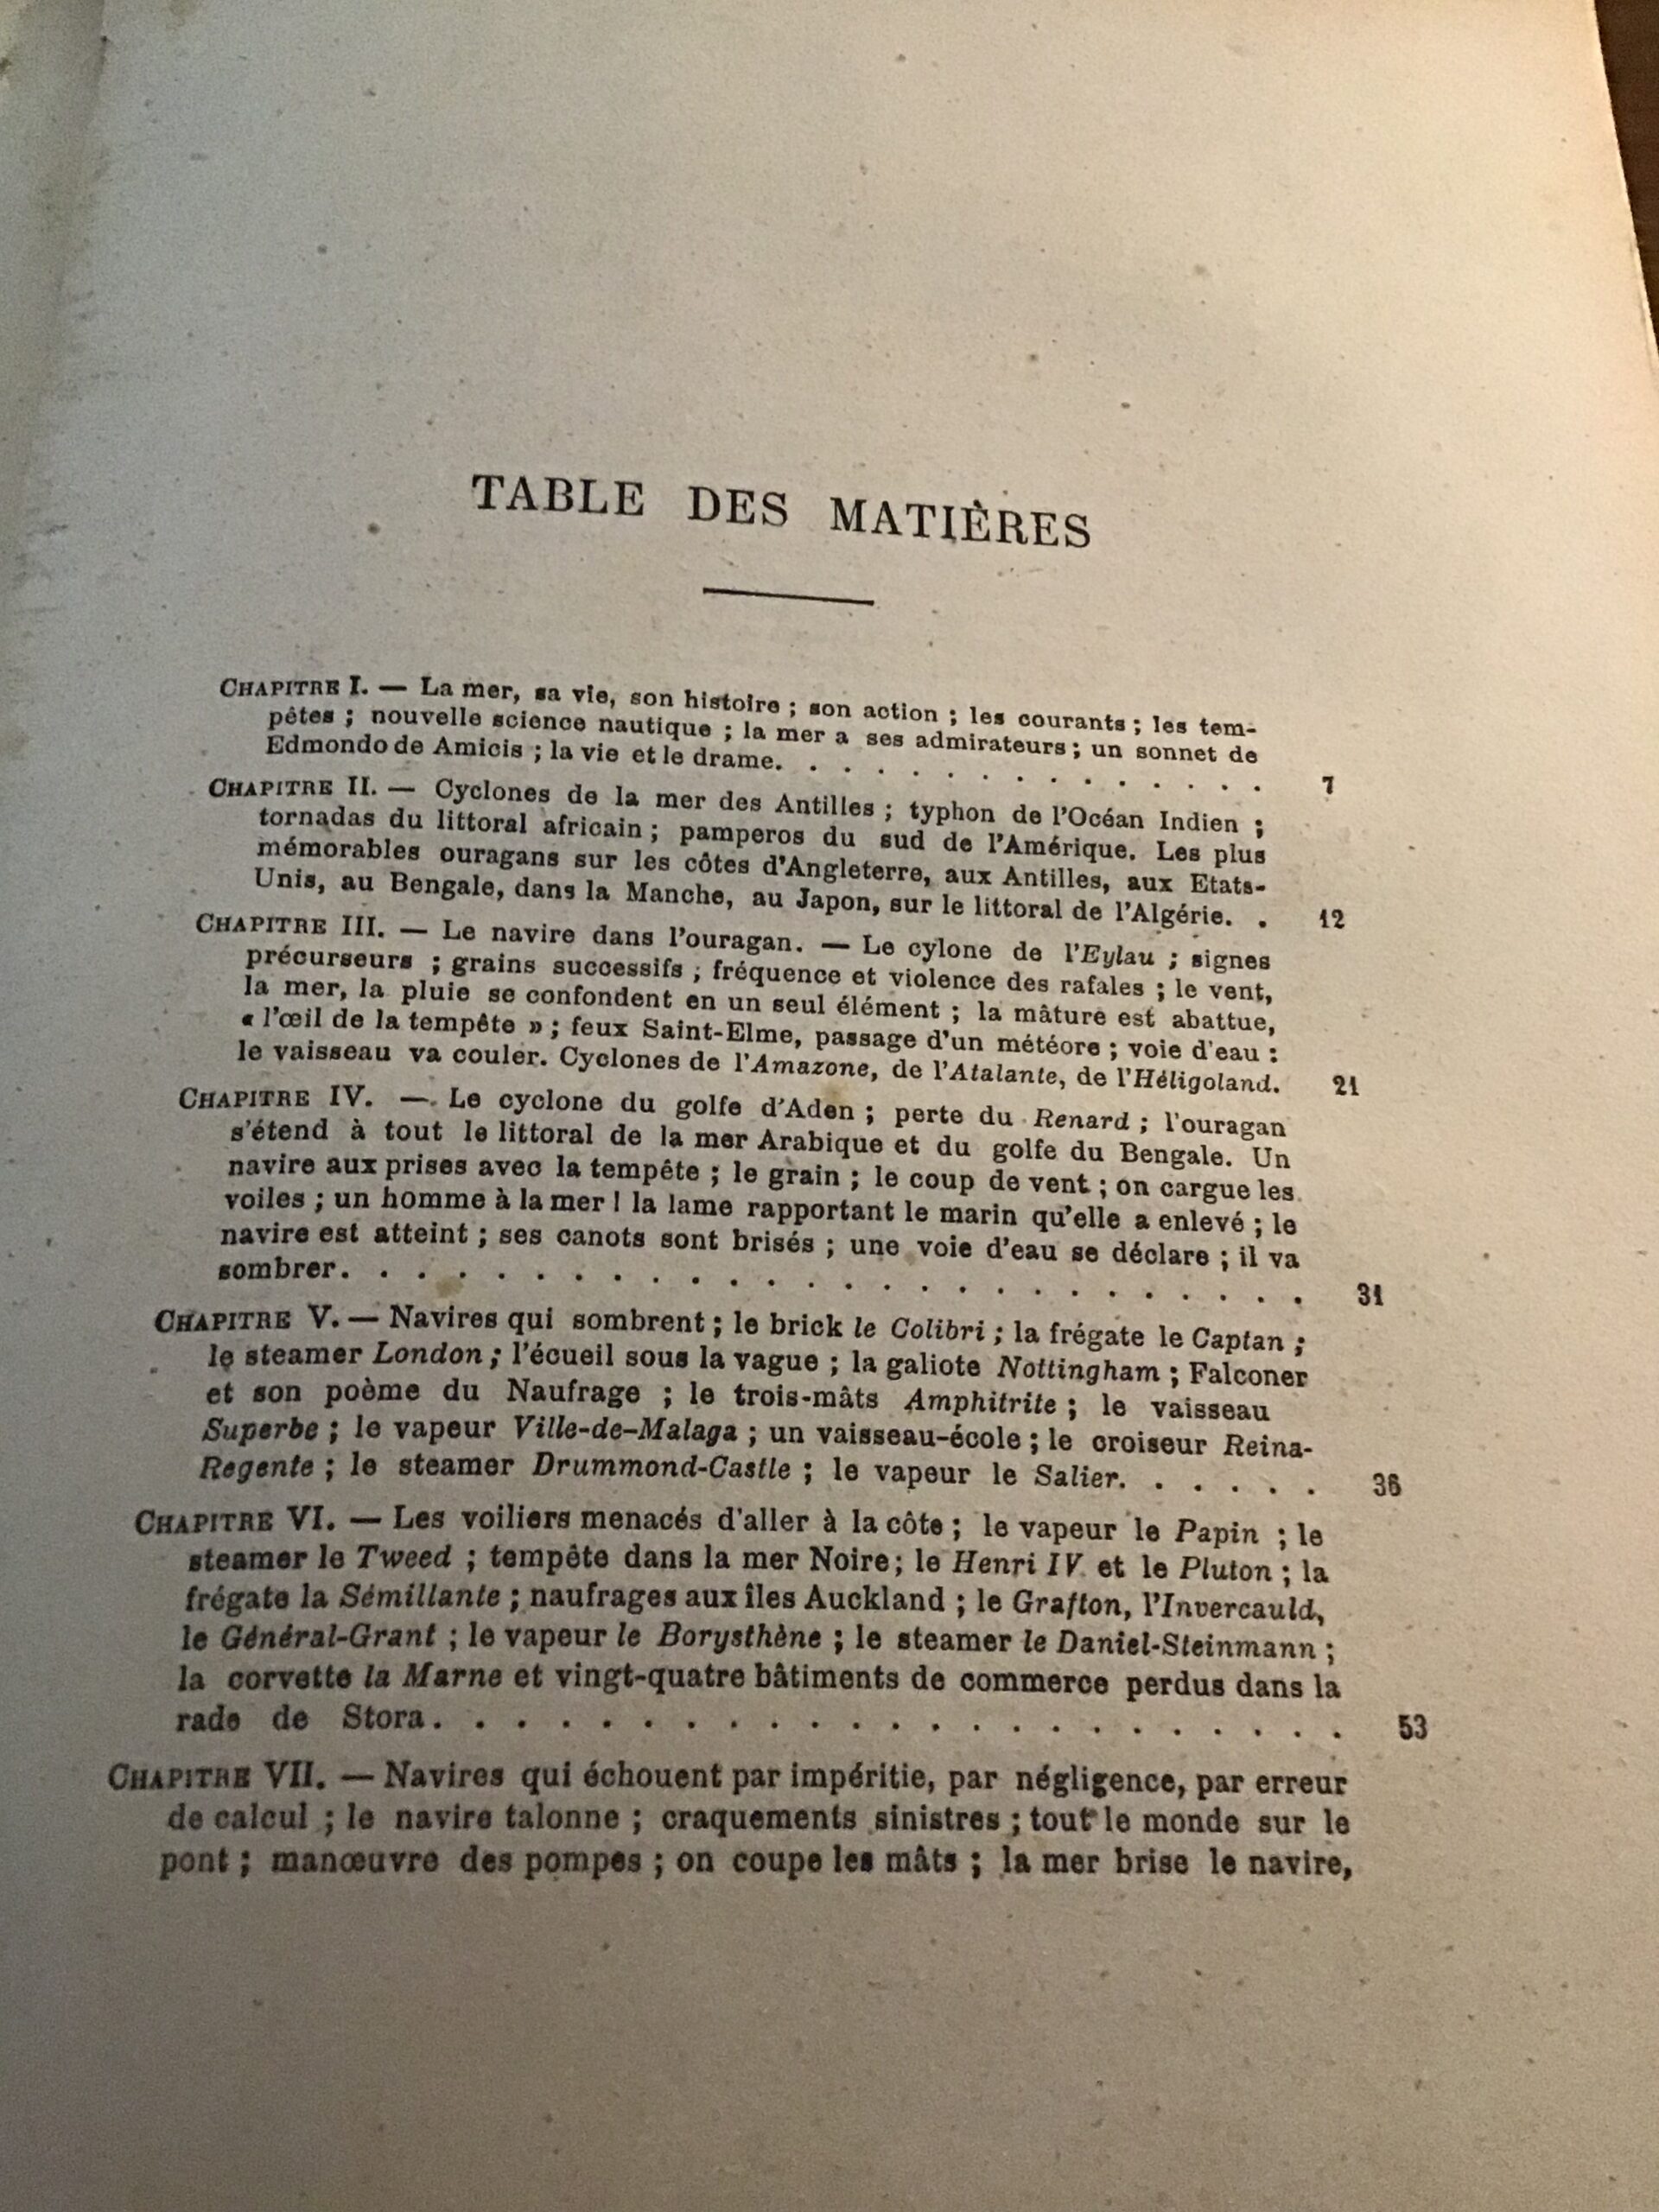 TABLE DES MATIÈRES
CHAPITRE I. — La mer, sa vie, son histoire ; son action ; les courants ; les tem-
pêtes ; nouvelle science nautique ; la mer a ses admirateurs ; un sonnet de
Edmondo de Amicis ; la vie et le drame. . . . . . . . . . . . . . . 7
CHAPITRE II. — Cyclones de la mer des Antilles ; typhon de l'Océan Indien ;
tornadas du littoral africain ; pamperos du sud de l'Amérique. Les plus
mémorables ouragans sur les côtes d'Angleterre, aux Antilles, aux Etats-
Unis, au Bengale, dans la Manche, au Japon, sur le littoral de l'Algérie. . 12
CHAPITRE III. — Le navire dans l'ouragan. — Le cylone de l'Eylau ; signes
précurseurs ; grains successifs ; fréquence et violence des rafales ; le vent,
la mer, la pluie se confondent en un seul élément ; la mâture est abattue,
« l'œil de la tempête » ; feux Saint-Elme, passage d'un météore ; voie d'eau :
le vaisseau va couler. Cyclones de l'Amazone, de l'Atalante, de l'Héligoland. 21
CHAPITRE IV. — Le cyclone du golfe d'Aden ; perte du Renard ; l'ouragan
s'étend à tout le littoral de la mer Arabique et du golfe du Bengale. Un
navire aux prises avec la tempête ; le grain ; le coup de vent ; on cargue les
voiles ; un homme à la mer ! la lame rapportant le marin qu'elle a enlevé ; le
navire est atteint ; ses canots sont brisés ; une voie d'eau se déclare ; il va
sombrer. . . . . . . . . . . . . . . . . . . . . . . . . . 31
CHAPITRE V. — Navires qui sombrent ; le brick le Colibri ; la frégate le Captan ;
le steamer London ; l'écueil sous la vague ; la galiote Nottingham ; Falconer
et son poème du Naufrage ; le trois-mâts Amphitrite ; le vaisseau
Superbe ; le vapeur Ville-de-Malaga ; un vaisseau-école ; le croiseur Reina-
Regente ; le steamer Drummond-Castle ; le vapeur le Salier. . . . . . 36
CHAPITRE VI. — Les voiliers menacés d'aller à la côte ; le vapeur le Papin ; le
steamer le Tweed ; tempête dans la mer Noire ; le Henri IV et le Pluton ; la
frégate la Sémillante ; naufrages aux îles Auckland ; le Grafton, l'Invercauld,
le Général-Grant ; le vapeur le Borysthène ; le steamer le Daniel-Steinmann ;
la corvette la Marne et vingt-quatre bâtiments de commerce perdus dans la
rade de Stora. . . . . . . . . . . . . . . . . . . . . . . 53
CHAPITRE VII. — Navires qui échouent par impéritie, par négligence, par erreur
de calcul ; le navire talonne ; craquements sinistres ; tout le monde sur le
pont ; manœuvre des pompes ; on coupe les mâts ; la mer brise le navire,